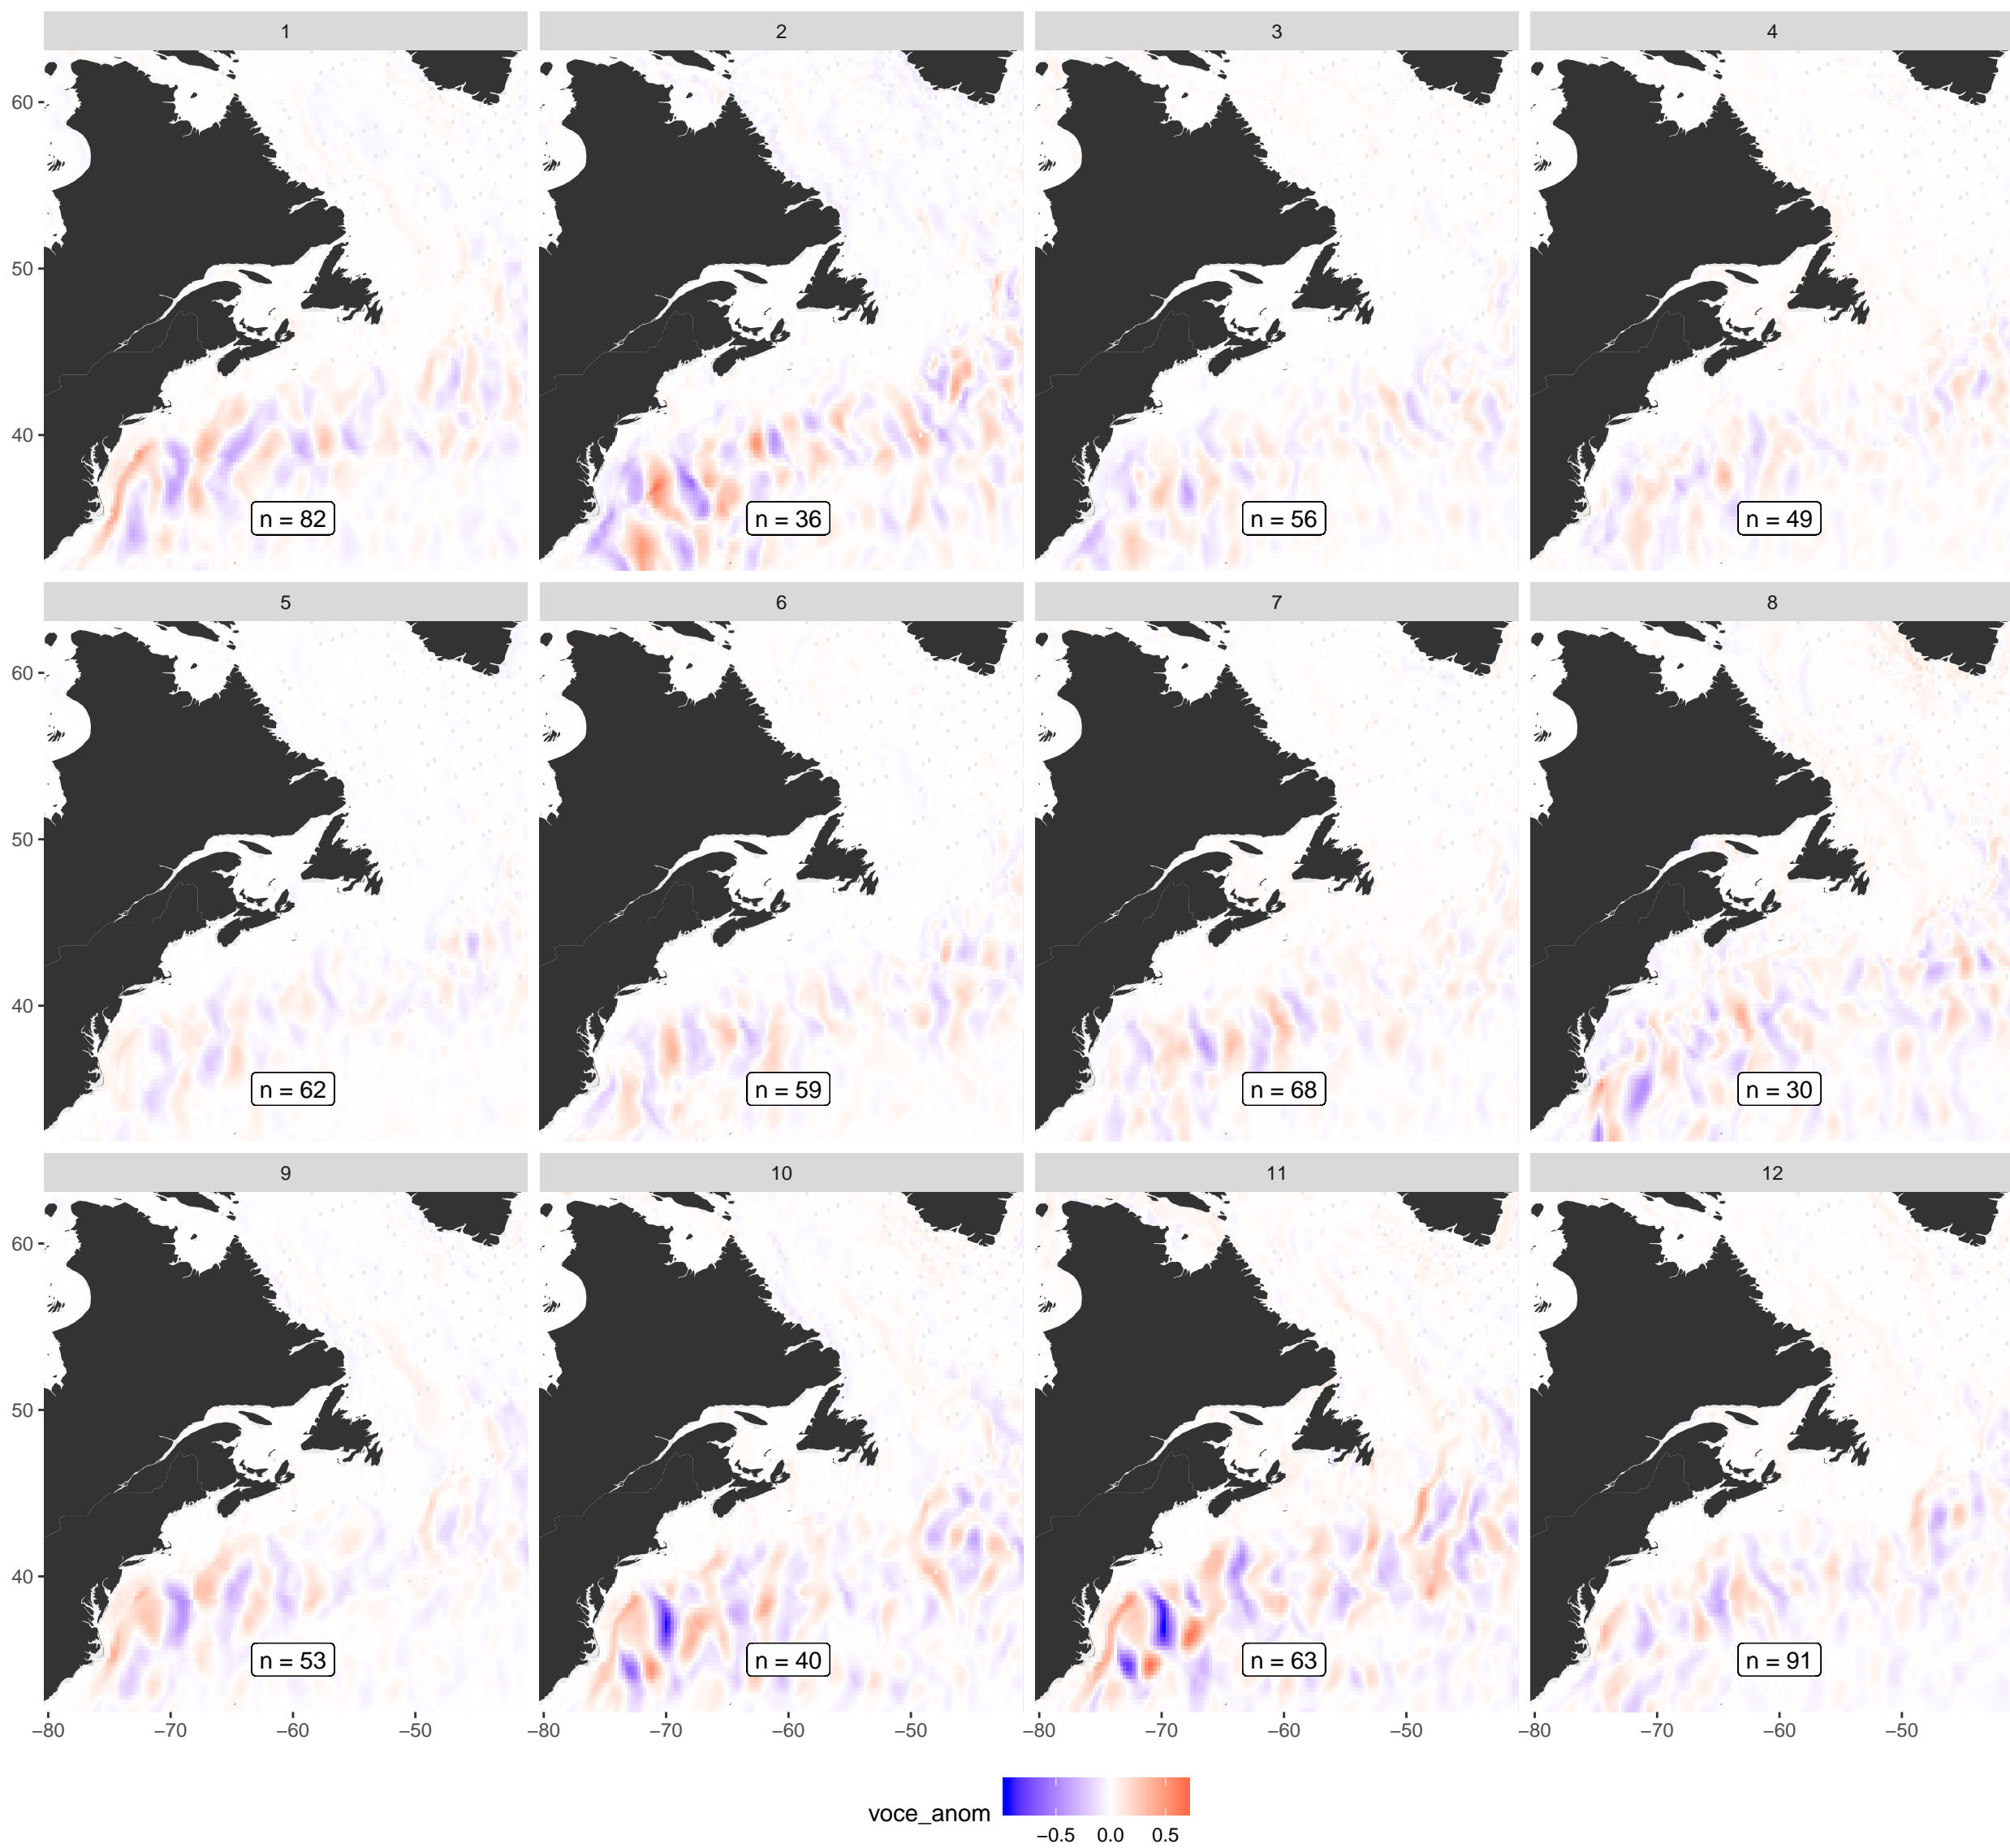 1 2 3 4
60
50
40
n = 82 n = 36 n = 56 n = 49
5 6 7 8
60
50
40
n = 62 n = 59 n = 68 n = 30
9 10 11 12
60
50
40
n = 53 n = 40 n = 63 n = 91
−80 −70 −60 −50 −80 −70 −60 −50 −80 −70 −60 −50 −80 −70 −60 −50
voce_anom
−0.5 0.0 0.5